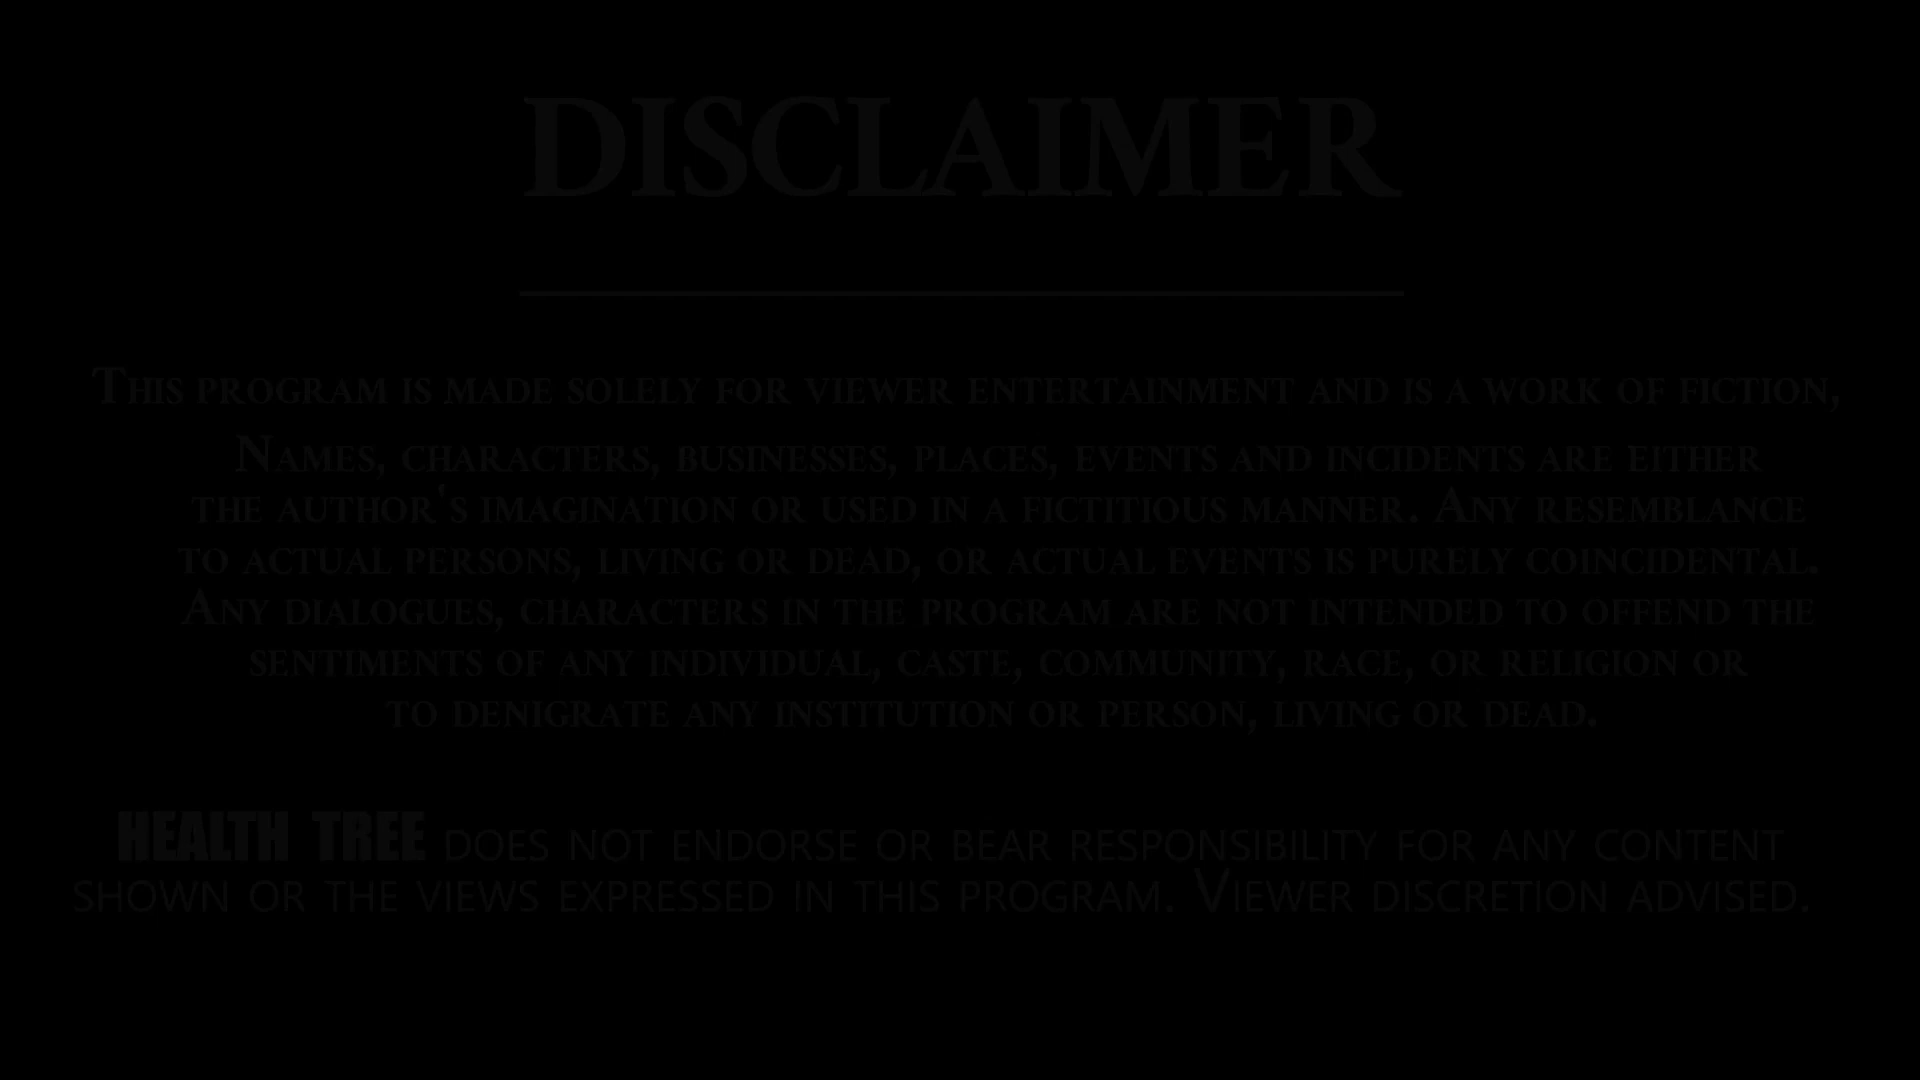 DISCLAIMER
This program is made solely for viewer entertainment and is a work of fiction,
Names, characters, businesses, places, events and incidents are either
the author's imagination or used in a fictitious manner. Any resemblance
to actual persons, living or dead, or actual events is purely coincidental.
Any dialogues, characters in the program are not intended to offend the
sentiments of any individual, caste, community, race, or religion or
to denigrate any institution or person, living or dead.
HEALTH TREE does not endorse or bear responsibility for any content
shown or the views expressed in this program. Viewer discretion advised.